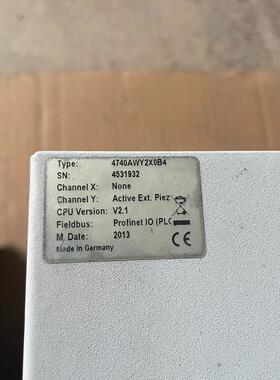 Type: 4740AWY2X0B4
SN: 4531932
Channel X: None
Channel Y: Active Ext. Piez
CPU Version: V2.1
Fieldbus: Profinet IO (PLC
M. Date: 2013
Made in Germany
CE